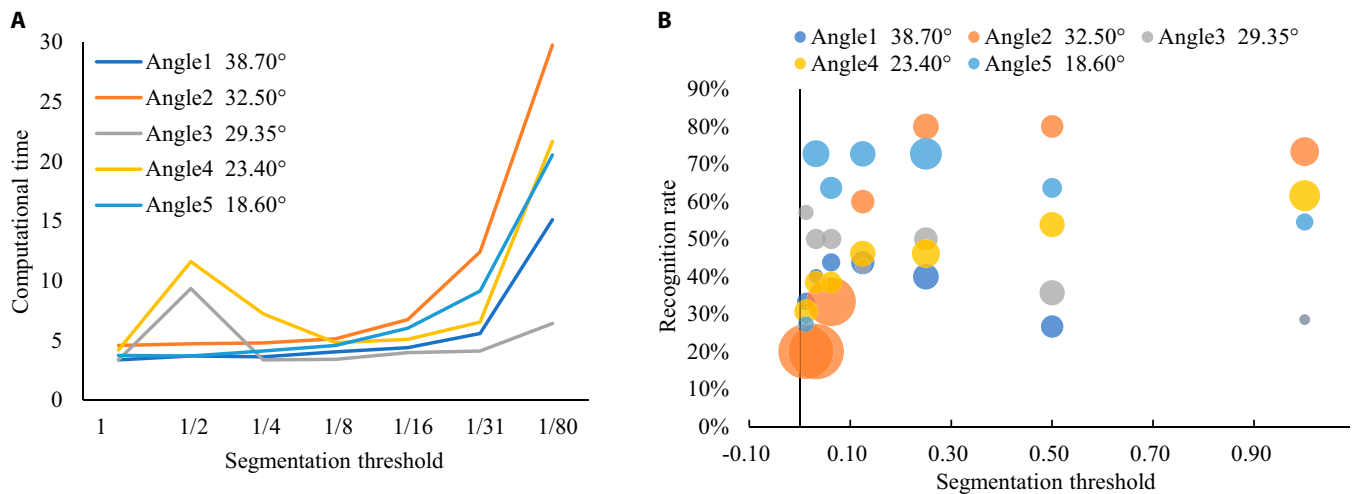 A
30
25
20
15
10
5
0
Computational time
Angle1 38.70°
Angle2 32.50°
Angle3 29.35°
Angle4 23.40°
Angle5 18.60°
1 1/2 1/4 1/8 1/16 1/31 1/80
Segmentation threshold
B
Angle1 38.70° Angle2 32.50° Angle3 29.35°
Angle4 23.40° Angle5 18.60°
90%
80%
70%
60%
50%
40%
30%
20%
10%
0%
Recognition rate
-0.10 0.10 0.30 0.50 0.70 0.90
Segmentation threshold